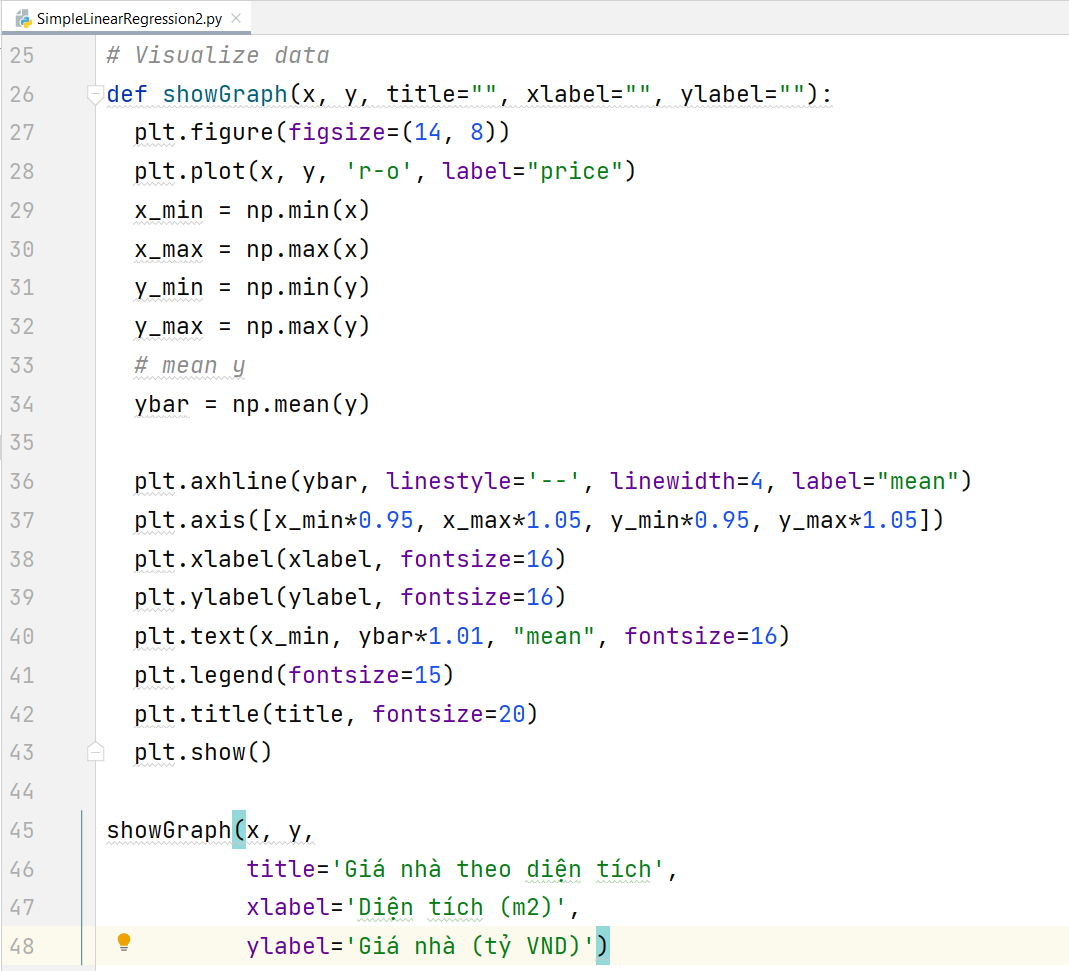 SimpleLinearRegression2.py
25 # Visualize data
26 def showGraph(x, y, title="", xlabel="", ylabel=""):
27 plt.figure(figsize=(14, 8))
28 plt.plot(x, y, 'r-o', label="price")
29 x_min = np.min(x)
30 x_max = np.max(x)
31 y_min = np.min(y)
32 y_max = np.max(y)
33 # mean y
34 ybar = np.mean(y)
35
36 plt.axhline(ybar, linestyle='--', linewidth=4, label="mean")
37 plt.axis([x_min*0.95, x_max*1.05, y_min*0.95, y_max*1.05])
38 plt.xlabel(xlabel, fontsize=16)
39 plt.ylabel(ylabel, fontsize=16)
40 plt.text(x_min, ybar*1.01, "mean", fontsize=16)
41 plt.legend(fontsize=15)
42 plt.title(title, fontsize=20)
43 plt.show()
44
45 showGraph(x, y,
46 title='Giá nhà theo diện tích',
47 xlabel='Diện tích (m2)',
48 ylabel='Giá nhà (tỷ VND)')